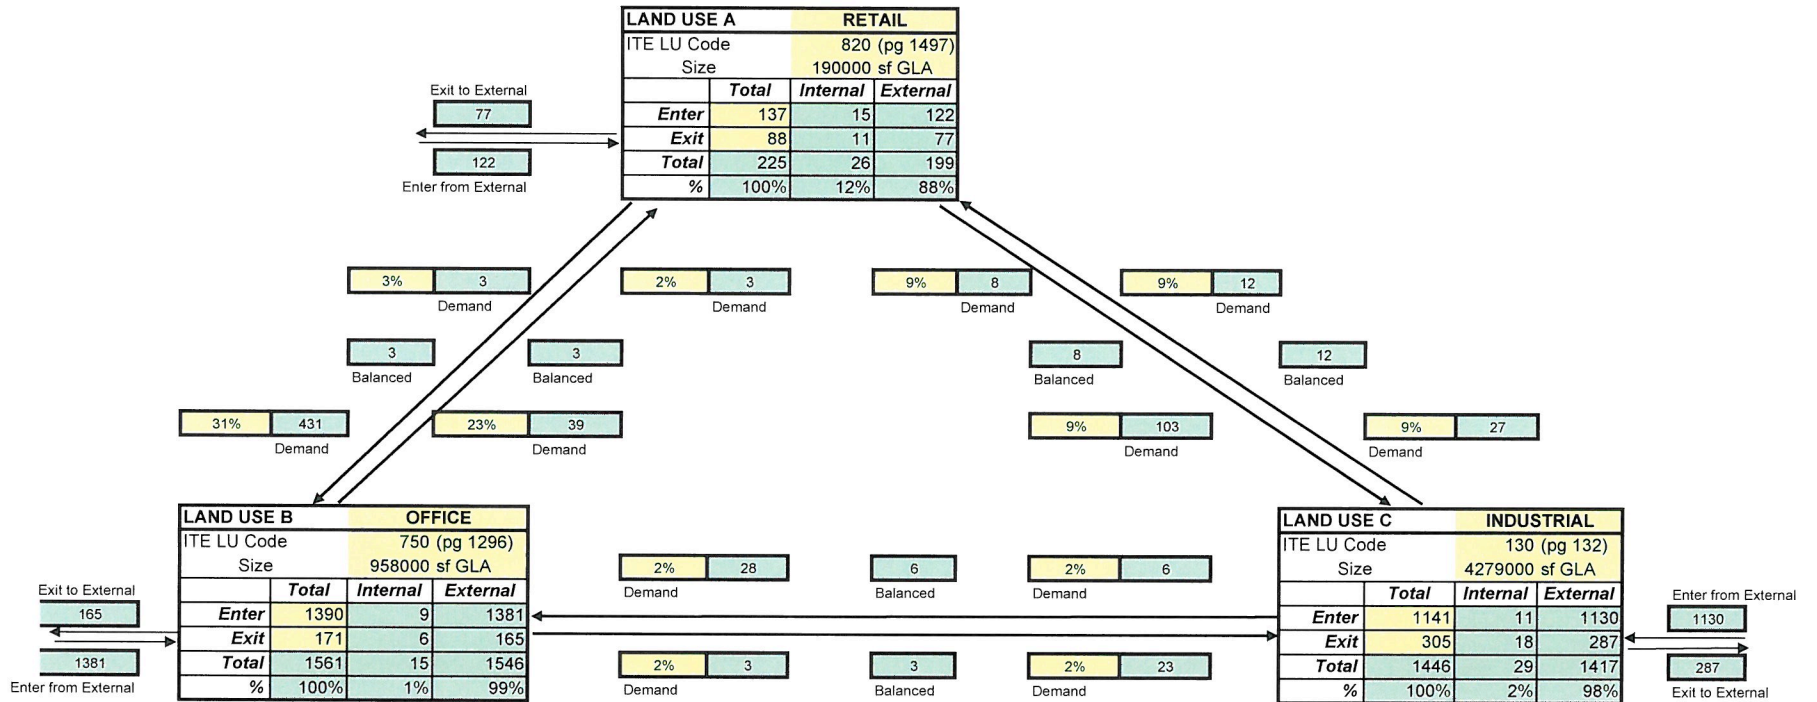 LAND USE A RETAIL
ITE LU Code 820 (pg 1497)
Size 190000 sf GLA
Total Internal External
Enter 137 15 122
Exit 88 11 77
Total 225 26 199
% 100% 12% 88%
Exit to External
77
122
Enter from External
3% 3
Demand
2% 3
Demand
9% 8
Demand
9% 12
Demand
3
Balanced
3
Balanced
8
Balanced
12
Balanced
31% 431
Demand
23% 39
Demand
9% 103
Demand
9% 27
Demand
LAND USE B OFFICE
ITE LU Code 750 (pg 1296)
Size 958000 sf GLA
Total Internal External
Enter 1390 9 1381
Exit 171 6 165
Total 1561 15 1546
% 100% 1% 99%
Exit to External
165
1381
Enter from External
2% 28
Demand
6
Balanced
2% 6
Demand
2% 3
Demand
3
Balanced
2% 23
Demand
LAND USE C INDUSTRIAL
ITE LU Code 130 (pg 132)
Size 4279000 sf GLA
Total Internal External
Enter 1141 11 1130
Exit 305 18 287
Total 1446 29 1417
% 100% 2% 98%
Enter from External
1130
287
Exit to External